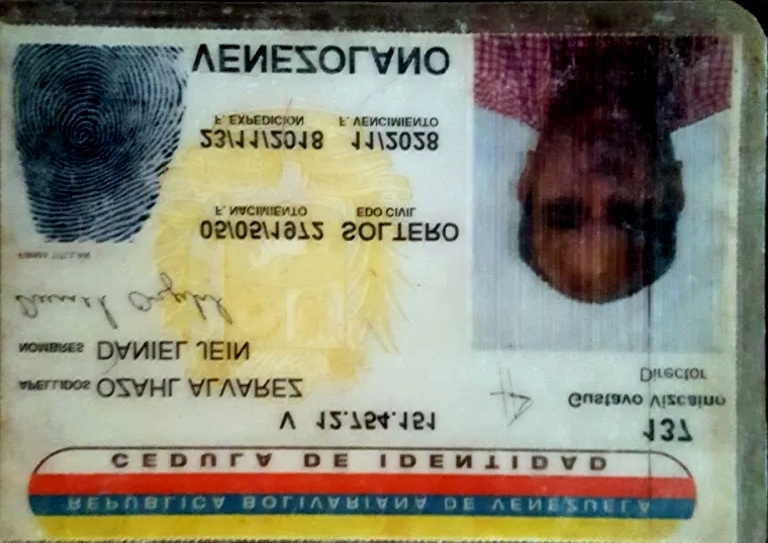 REPUBLICA BOLIVARIANA DE VENEZUELA
CEDULA DE IDENTIDAD
V 12.754.151
137
Gustavo Vizcaino
Director
APELLIDOS OZAHL ALVAREZ
NOMBRES DANIEL JEIN
FIRMA TITULAR
05/05/1972 SOLTERO
F. NACIMIENTO EDO CIVIL
23/11/2018 11/2028
F. EXPEDICION F. VENCIMIENTO
VENEZOLANO